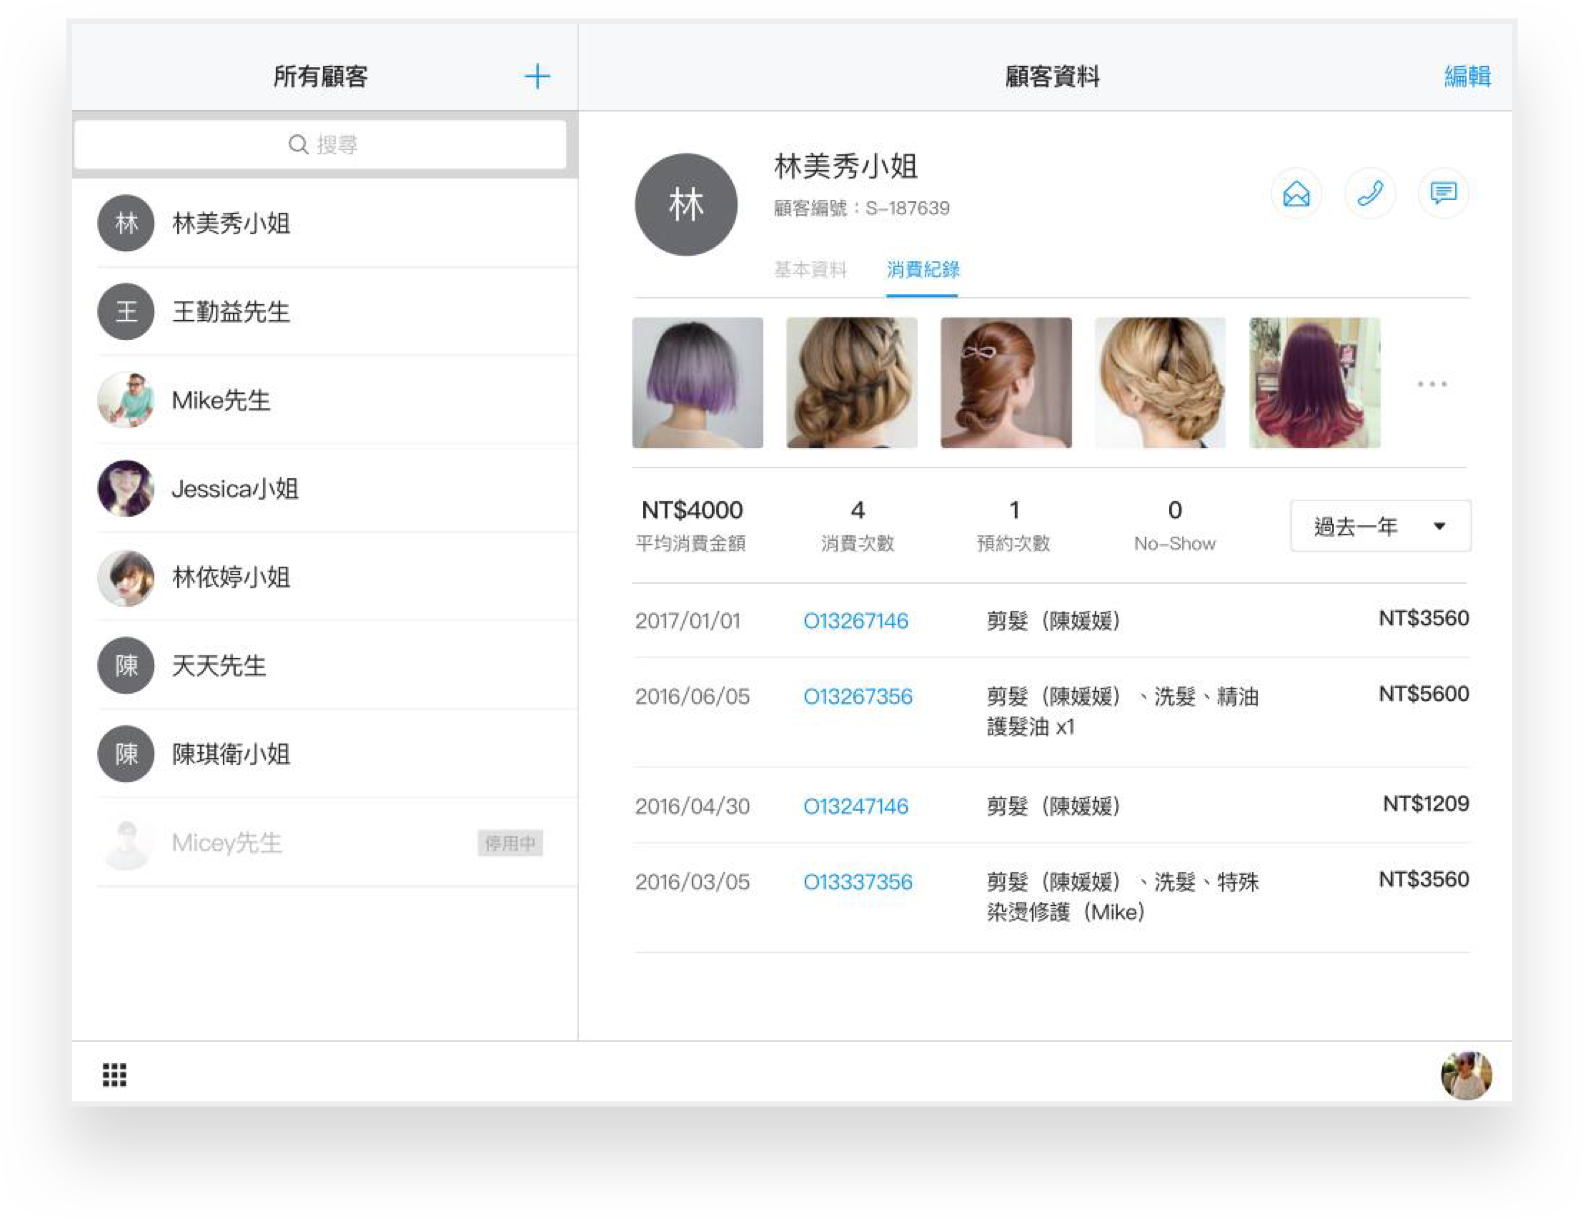 所有顧客
搜尋
林 林美秀小姐
王 王勤益先生
Mike先生
Jessica小姐
林依婷小姐
陳 天天先生
陳 陳琪衛小姐
Micey先生 停用中
顧客資料 編輯
林
林美秀小姐
顧客編號：S–187639
基本資料 消費紀錄
NT$4000 4 1 0
平均消費金額 消費次數 預約次數 No–Show
過去一年
2017/01/01 O13267146 剪髮（陳媛媛） NT$3560
2016/06/05 O13267356 剪髮（陳媛媛）、洗髮、精油 NT$5600
護髮油 x1
2016/04/30 O13247146 剪髮（陳媛媛） NT$1209
2016/03/05 O13337356 剪髮（陳媛媛）、洗髮、特殊 NT$3560
染燙修護（Mike）